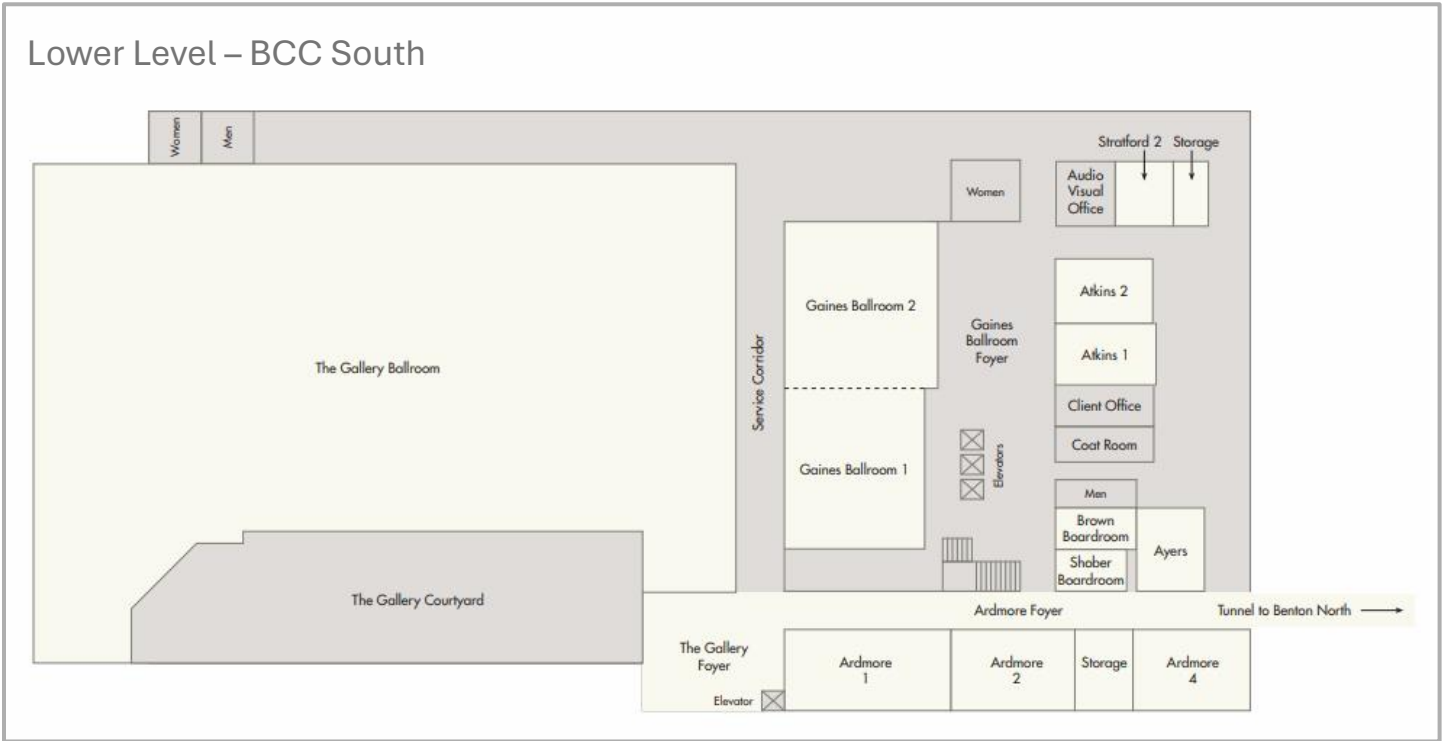 Lower Level – BCC South
Women
Men
Stratford 2
Storage
Audio
Visual
Office
Women
The Gallery Ballroom
Service Corridor
Gaines Ballroom 2
Gaines
Ballroom
Foyer
Atkins 2
Atkins 1
Client Office
Coat Room
Gaines Ballroom 1
Elevators
Men
Brown
Boardroom
Shober
Boardroom
Ayers
The Gallery Courtyard
Ardmore Foyer
Tunnel to Benton North
The Gallery
Foyer
Elevator
Ardmore
1
Ardmore
2
Storage
Ardmore
4